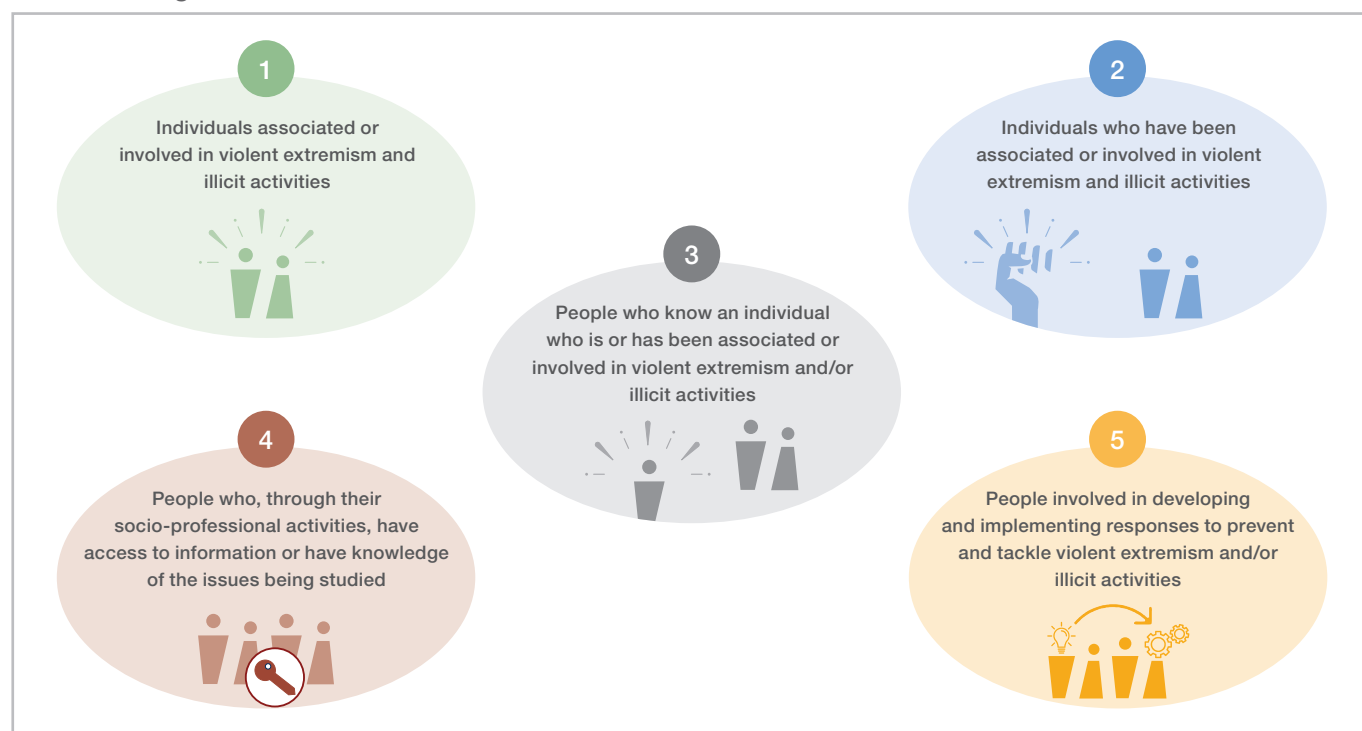 1
Individuals associated or
involved in violent extremism and
illicit activities
2
Individuals who have been
associated or involved in violent
extremism and illicit activities
3
People who know an individual
who is or has been associated or
involved in violent extremism and/or
illicit activities
4
People who, through their
socio-professional activities, have
access to information or have knowledge
of the issues being studied
5
People involved in developing
and implementing responses to prevent
and tackle violent extremism and/or
illicit activities